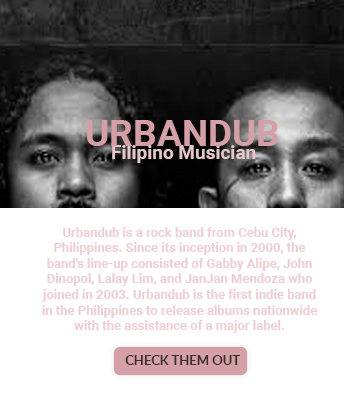 URBANDUB
Filipino Musician
Urbandub is a rock band from Cebu City,
Philippines. Since its inception in 2000, the
band's line-up consisted of Gabby Alipe, John
Dinopol, Lalay Lim, and JanJan Mendoza who
joined in 2003. Urbandub is the first indie band
in the Philippines to release albums nationwide
with the assistance of a major label.
CHECK THEM OUT